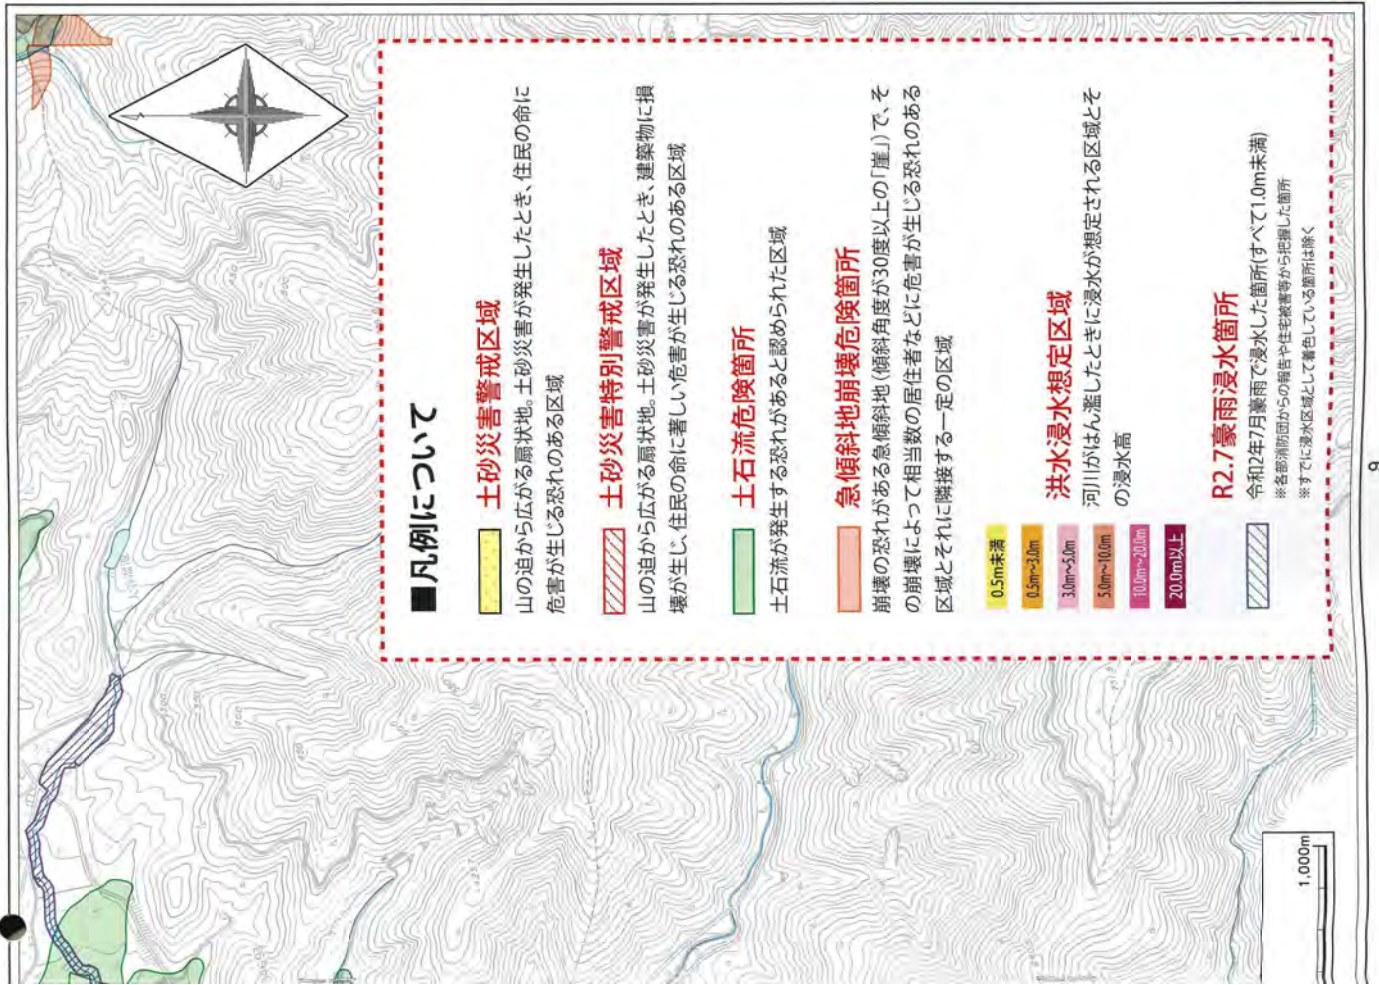 ■凡例について
土砂災害警戒区域
山の迫から広がる扇状地。土砂災害が発生したとき、住民の命に
危害が生じる恐れのある区域
土砂災害特別警戒区域
山の迫から広がる扇状地。土砂災害が発生したとき、建築物に損
壊が生じ、住民の命に著しい危害が生じる恐れのある区域
土石流危険箇所
土石流が発生する恐れがあると認められた区域
急傾斜地崩壊危険箇所
崩壊の恐れがある急傾斜地(傾斜角度が30度以上の「崖」)で、そ
の崩壊によって相当数の居住者などに危害が生じる恐れのある
区域とそれに隣接する一定の区域
洪水浸水想定区域
河川がはん濫したときに浸水が想定される区域とそ
の浸水高
0.5m未満
0.5m〜3.0m
3.0m〜5.0m
5.0m〜10.0m
10.0m〜20.0m
20.0m以上
R2.7豪雨浸水箇所
令和2年7月豪雨で浸水した箇所(すべて1.0m未満)
※各部消防団からの報告や住宅被害等から把握した箇所
※すでに浸水区域として着色している箇所は除く
1,000m